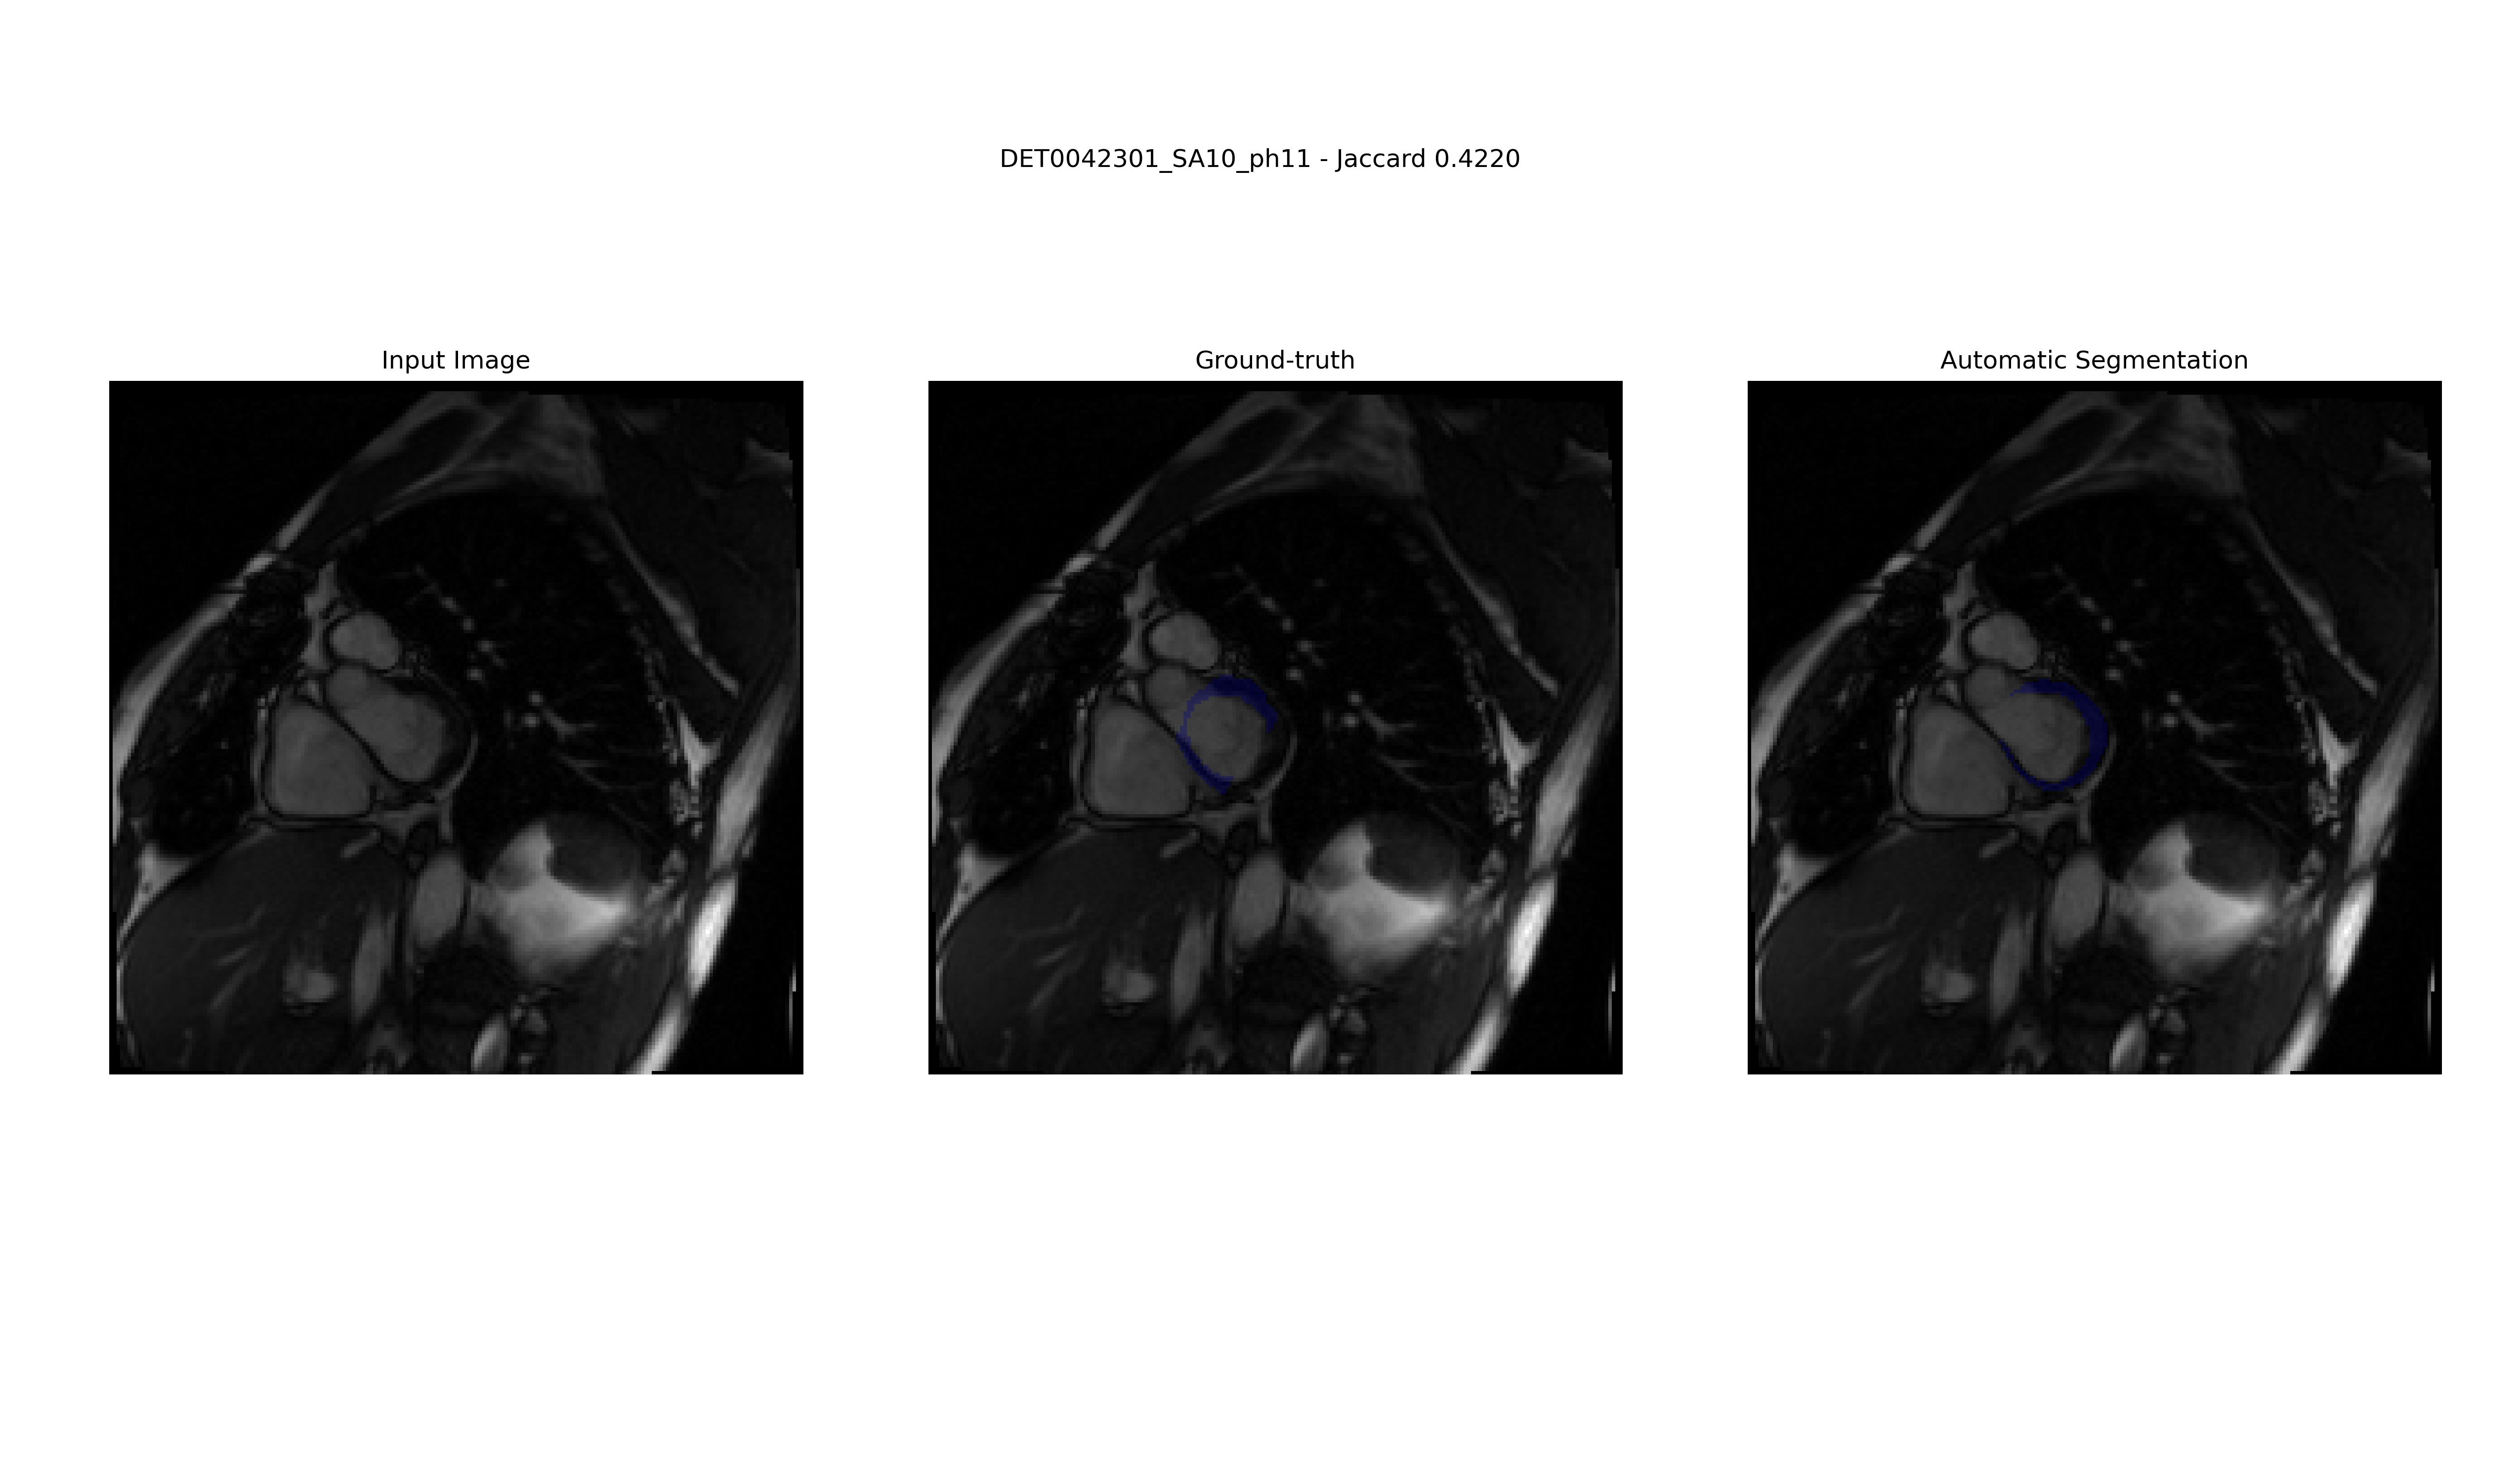 DET0042301_SA10_ph11 - Jaccard 0.4220
Input Image
Ground-truth
Automatic Segmentation